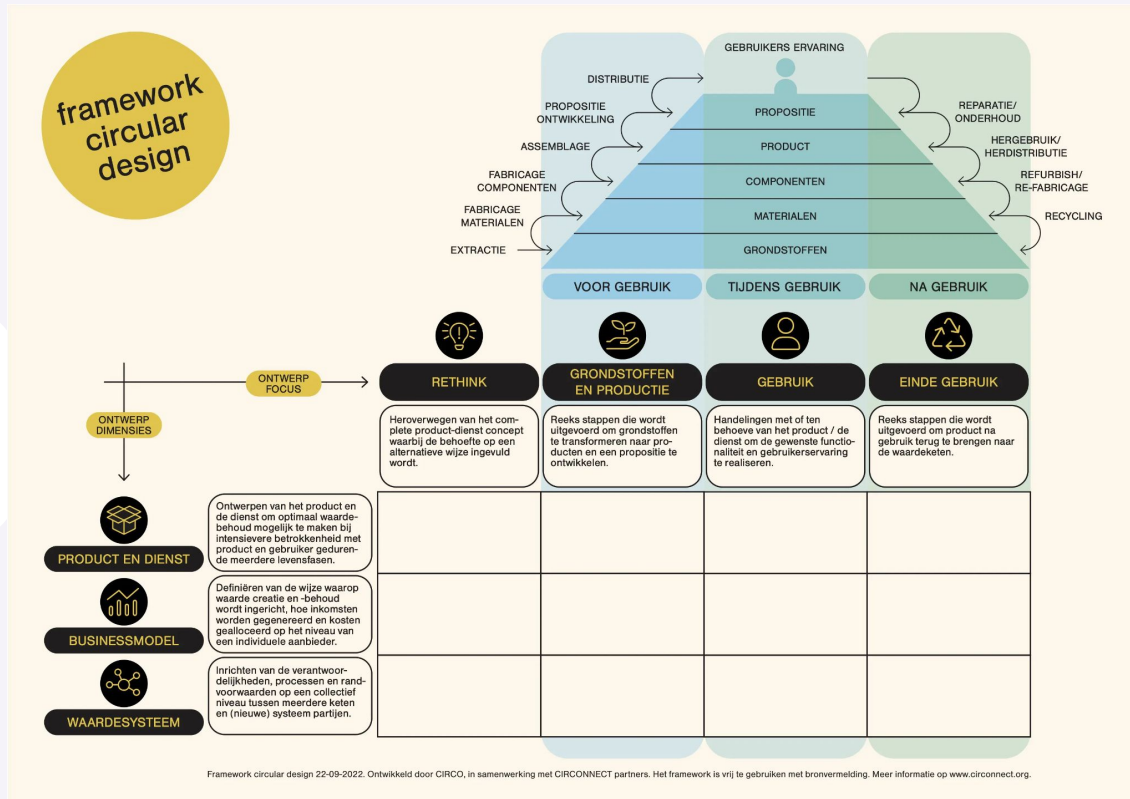 framework
circular
design
GEBRUIKERS ERVARING
DISTRIBUTIE
PROPOSITIE
ONTWIKKELING
ASSEMBLAGE
FABRICAGE
COMPONENTEN
FABRICAGE
MATERIALEN
EXTRACTIE
PROPOSITIE
PRODUCT
COMPONENTEN
MATERIALEN
GRONDSTOFFEN
REPARATIE/
ONDERHOUD
HERGEBRUIK/
HERDISTRIBUTIE
REFURBISH/
RE-FABRICAGE
RECYCLING
VOOR GEBRUIK
TIJDENS GEBRUIK
NA GEBRUIK
ONTWERP
FOCUS
ONTWERP
DIMENSIES
RETHINK
GRONDSTOFFEN
EN PRODUCTIE
GEBRUIK
EINDE GEBRUIK
Heroverwegen van het com-
plete product-dienst concept
waarbij de behoefte op een
alternatieve wijze ingevuld
wordt.
Reeks stappen die wordt
uitgevoerd om grondstoffen
te transformeren naar pro-
ducten en een propositie te
ontwikkelen.
Handelingen met of ten
behoeve van het product / de
dienst om de gewenste functio-
naliteit en gebruikerservaring
te realiseren.
Reeks stappen die wordt
uitgevoerd om product na
gebruik terug te brengen naar
de waardeketen.
PRODUCT EN DIENST
Ontwerpen van het product en
de dienst om optimaal waarde-
behoud mogelijk te maken bij
intensievere betrokkenheid met
product en gebruiker geduren-
de meerdere levensfasen.
BUSINESSMODEL
Definiëren van de wijze waarop
waarde creatie en -behoud
wordt ingericht, hoe inkomsten
worden gegenereerd en kosten
gealloceerd op het niveau van
een individuele aanbieder.
WAARDESYSTEEM
Inrichten van de verantwoor-
delijkheden, processen en rand-
voorwaarden op een collectief
niveau tussen meerdere keten
en (nieuwe) systeem partijen.
Framework circular design 22-09-2022. Ontwikkeld door CIRCO, in samenwerking met CIRCONNECT partners. Het framework is vrij te gebruiken met bronvermelding. Meer informatie op www.circonnect.org.